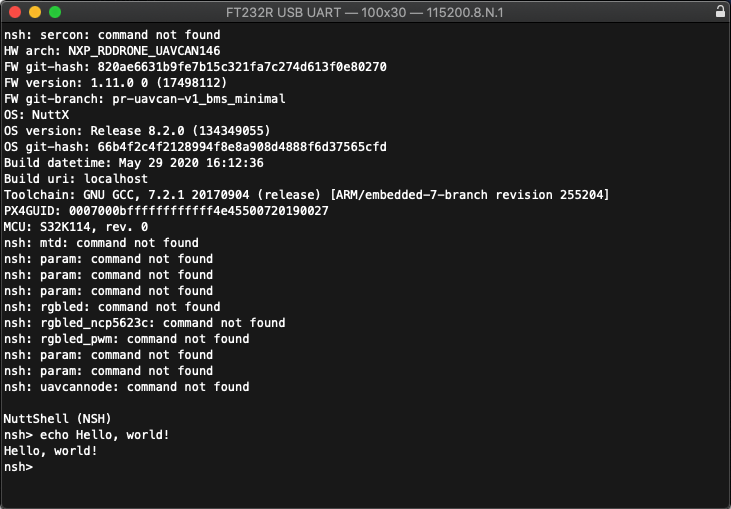 FT232R USB UART — 100x30 — 115200.8.N.1
nsh: sercon: command not found
HW arch: NXP_RDDRONE_UAVCAN146
FW git-hash: 820ae6631b9fe7b15c321fa7c274d613f0e80270
FW version: 1.11.0 0 (17498112)
FW git-branch: pr-uavcan-v1_bms_minimal
OS: NuttX
OS version: Release 8.2.0 (134349055)
OS git-hash: 66b4f2c4f2128994f8e8a908d4888f6d37565cfd
Build datetime: May 29 2020 16:12:36
Build uri: localhost
Toolchain: GNU GCC, 7.2.1 20170904 (release) [ARM/embedded-7-branch revision 255204]
PX4GUID: 0007000bffffffffffff4e45500720190027
MCU: S32K114, rev. 0
nsh: mtd: command not found
nsh: param: command not found
nsh: param: command not found
nsh: param: command not found
nsh: rgbled: command not found
nsh: rgbled_ncp5623c: command not found
nsh: rgbled_pwm: command not found
nsh: param: command not found
nsh: param: command not found
nsh: uavcannode: command not found
NuttShell (NSH)
nsh> echo Hello, world!
Hello, world!
nsh>